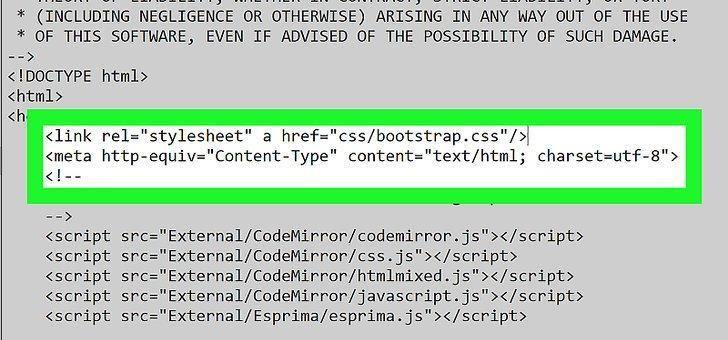 * (INCLUDING NEGLIGENCE OR OTHERWISE) ARISING IN ANY WAY OUT OF THE USE
* OF THIS SOFTWARE, EVEN IF ADVISED OF THE POSSIBILITY OF SUCH DAMAGE.
-->
<!DOCTYPE html>
<html>
<link rel="stylesheet" a href="css/bootstrap.css"/>
<meta http-equiv="Content-Type" content="text/html; charset=utf-8">
<!--
-->
<script src="External/CodeMirror/codemirror.js"></script>
<script src="External/CodeMirror/css.js"></script>
<script src="External/CodeMirror/htmlmixed.js"></script>
<script src="External/CodeMirror/javascript.js"></script>
<script src="External/Esprima/esprima.js"></script>